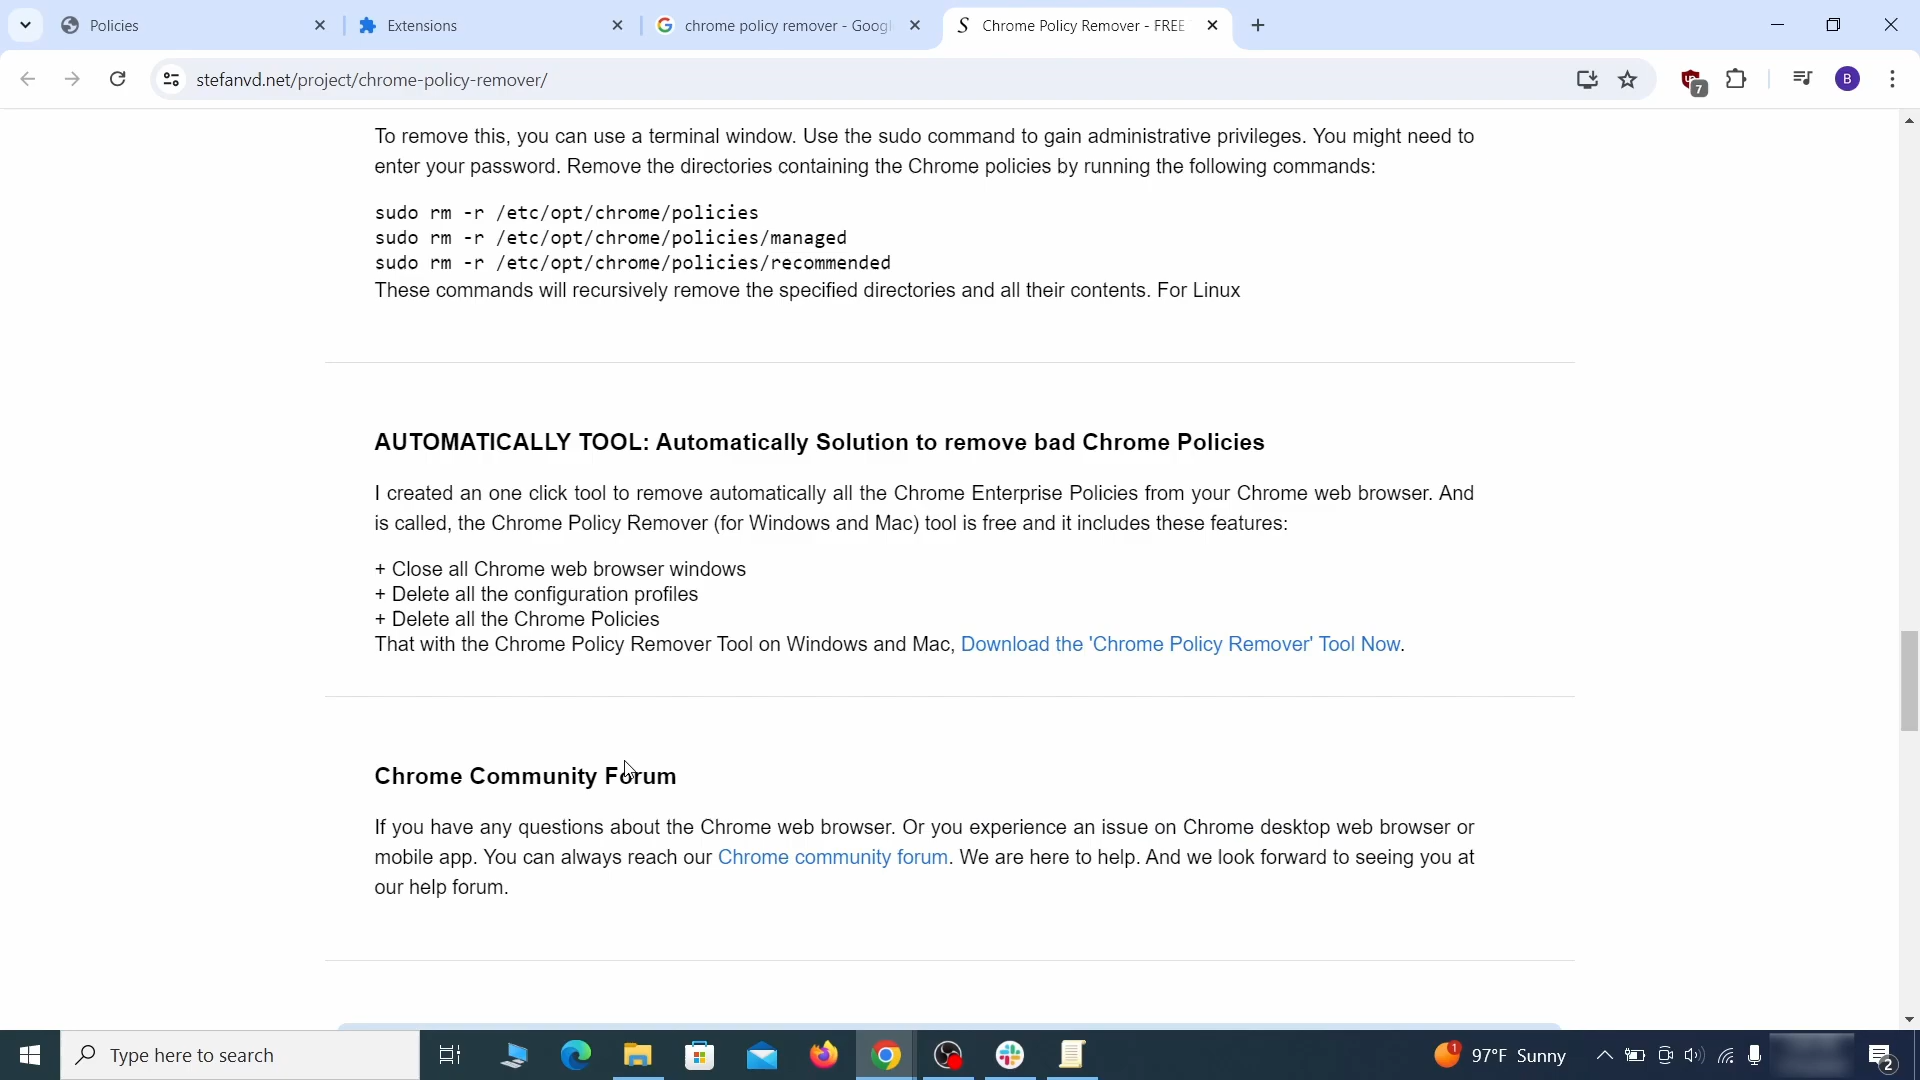 Policies
Extensions
chrome policy remover - Goog
Chrome Policy Remover - FREE
stefanvd.net/project/chrome-policy-remover/
7
B
To remove this, you can use a terminal window. Use the sudo command to gain administrative privileges. You might need to
enter your password. Remove the directories containing the Chrome policies by running the following commands:
sudo rm -r /etc/opt/chrome/policies
sudo rm -r /etc/opt/chrome/policies/managed
sudo rm -r /etc/opt/chrome/policies/recommended
These commands will recursively remove the specified directories and all their contents. For Linux
AUTOMATICALLY TOOL: Automatically Solution to remove bad Chrome Policies
I created an one click tool to remove automatically all the Chrome Enterprise Policies from your Chrome web browser. And
is called, the Chrome Policy Remover (for Windows and Mac) tool is free and it includes these features:
+ Close all Chrome web browser windows
+ Delete all the configuration profiles
+ Delete all the Chrome Policies
That with the Chrome Policy Remover Tool on Windows and Mac, Download the 'Chrome Policy Remover' Tool Now.
Chrome Community Forum
If you have any questions about the Chrome web browser. Or you experience an issue on Chrome desktop web browser or
mobile app. You can always reach our Chrome community forum. We are here to help. And we look forward to seeing you at
our help forum.
Type here to search
1
97°F Sunny
2